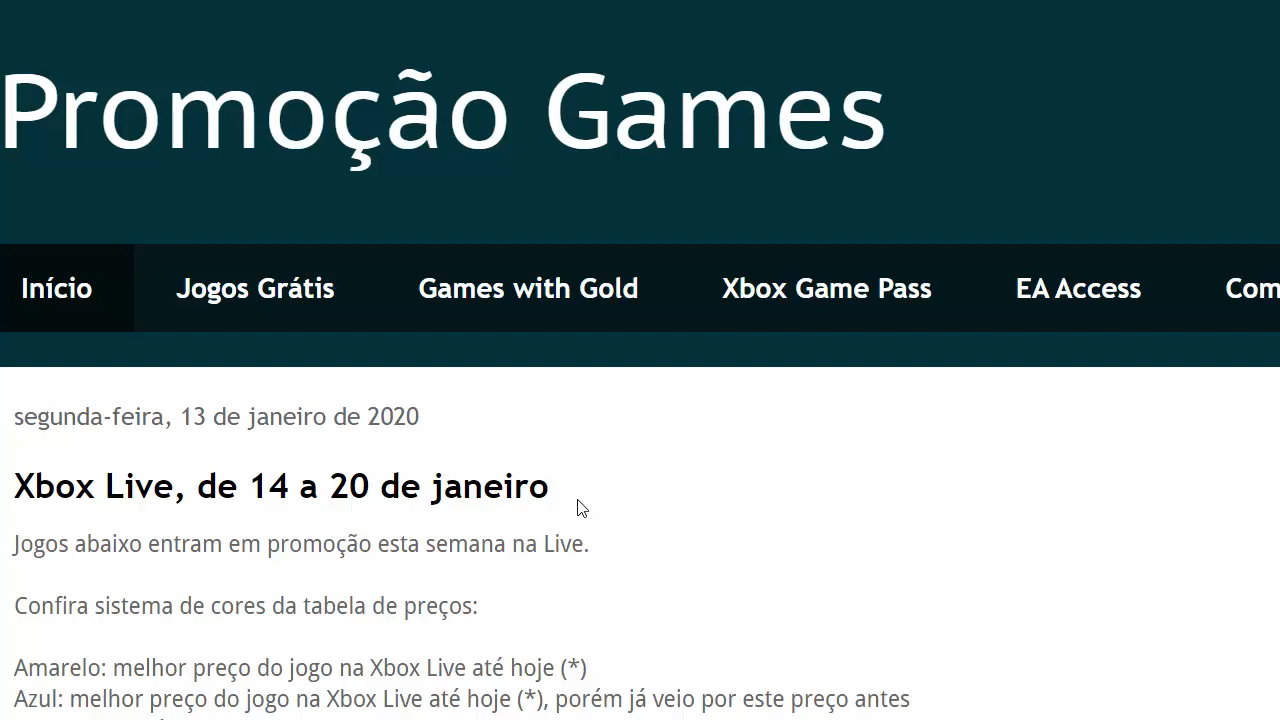 Promoção Games
Início Jogos Grátis Games with Gold Xbox Game Pass EA Access
segunda-feira, 13 de janeiro de 2020
Xbox Live, de 14 a 20 de janeiro
Jogos abaixo entram em promoção esta semana na Live.
Confira sistema de cores da tabela de preços:
Amarelo: melhor preço do jogo na Xbox Live até hoje (*)
Azul: melhor preço do jogo na Xbox Live até hoje (*), porém já veio por este preço antes